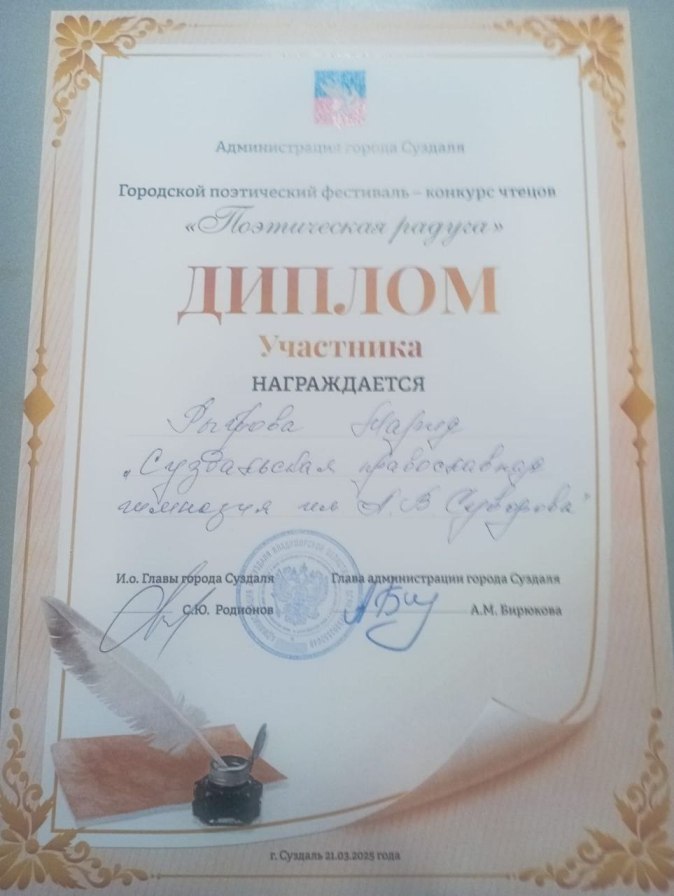 Администрация города Суздаля
Городской поэтический фестиваль – конкурс чтецов
«Поэтическая радуга»
ДИПЛОМ
Участника
НАГРАЖДАЕТСЯ
Мария
„Суздальская православная
гимназия им А.В. Суворова"
И.о. Главы города Суздаля Глава администрации города Суздаля
С.Ю. Родионов А.М. Бирюкова
г. Суздаль 21.03.2025 года